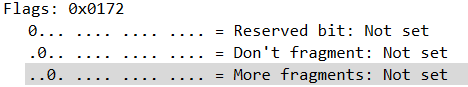 Flags: 0x0172
0... .... .... .... = Reserved bit: Not set
.0.. .... .... .... = Don't fragment: Not set
..0. .... .... .... = More fragments: Not set